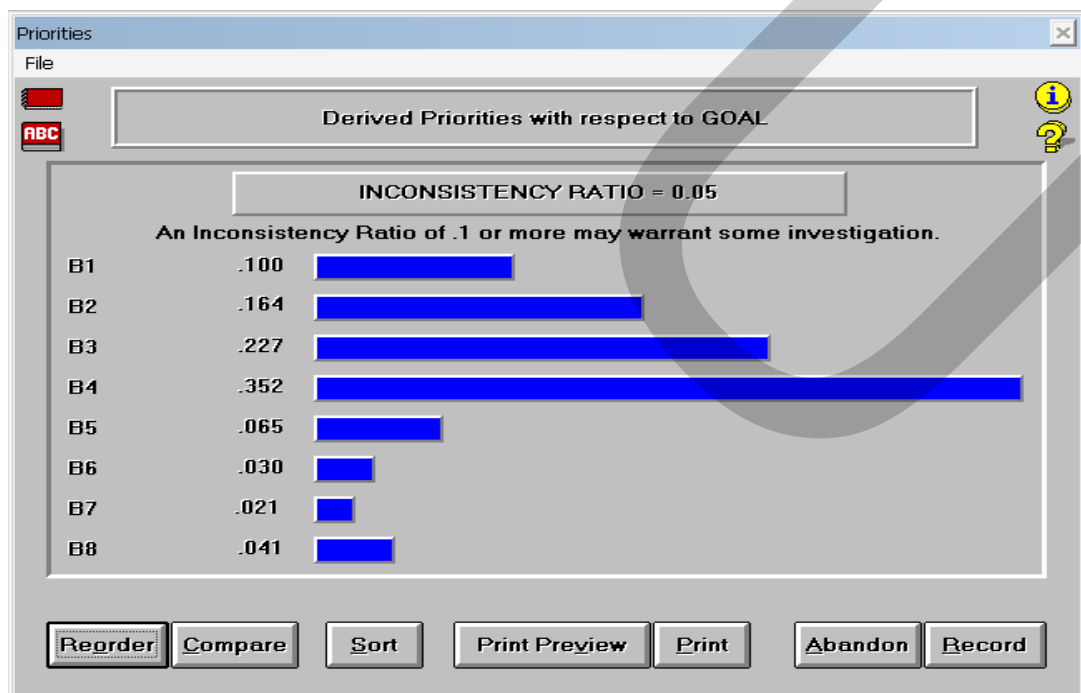 Priorities
File
ABC
Derived Priorities with respect to GOAL
INCONSISTENCY RATIO = 0.05
An Inconsistency Ratio of .1 or more may warrant some investigation.
B1 .100
B2 .164
B3 .227
B4 .352
B5 .065
B6 .030
B7 .021
B8 .041
Reorder Compare Sort Print Preview Print Abandon Record